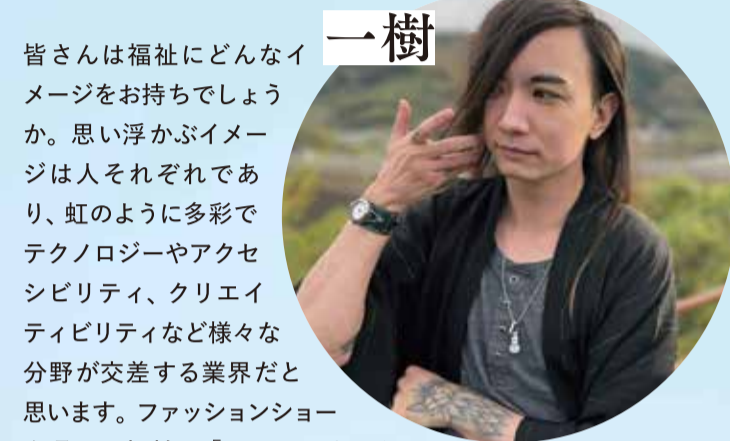 一樹
皆さんは福祉にどんなイ
メージをお持ちでしょう
か。思い浮かぶイメー
ジは人それぞれであ
り、虹のように多彩で
テクノロジーやアクセ
シビリティ、クリエイ
ティビリティなど様々な
分野が交差する業界だと
思います。ファッションショー